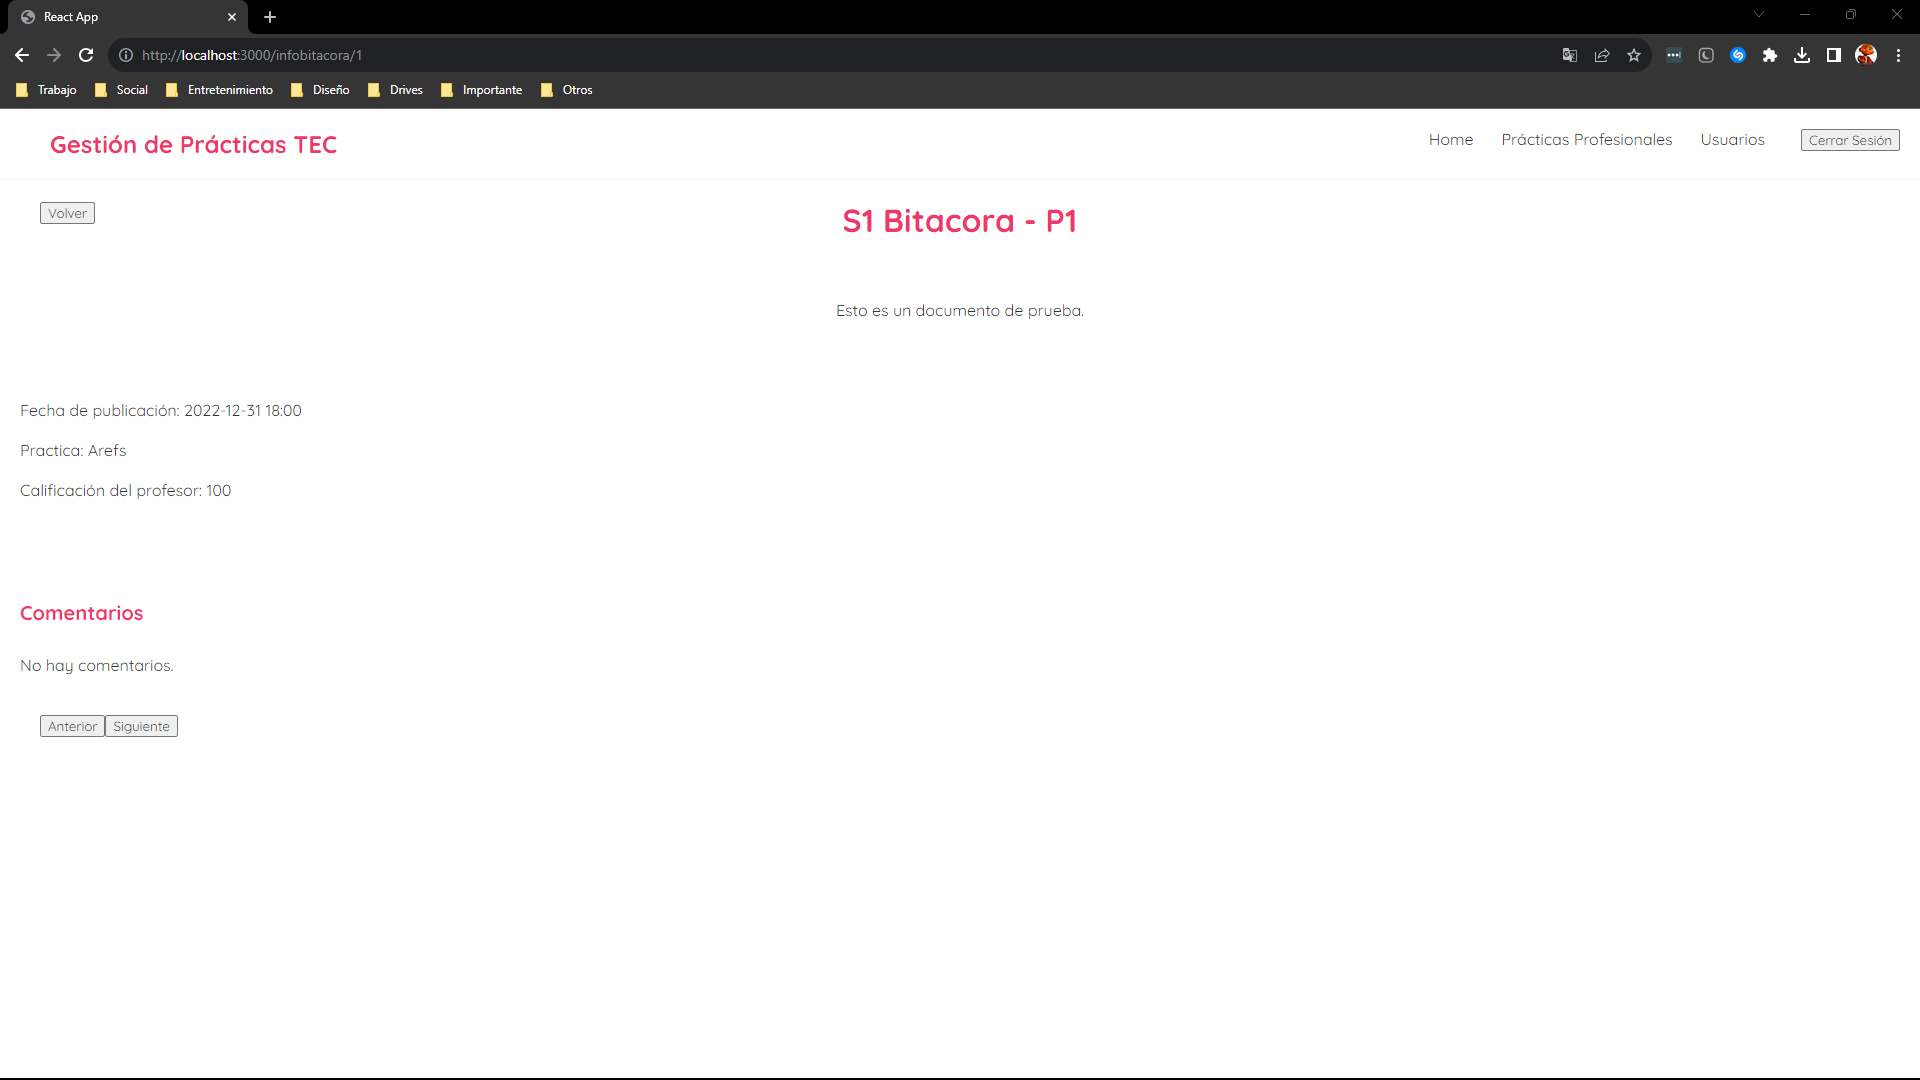 React App
http://localhost:3000/infobitacora/1
Trabajo Social Entretenimiento Diseño Drives Importante Otros
Gestión de Prácticas TEC
Home Prácticas Profesionales Usuarios Cerrar Sesión
Volver
S1 Bitacora - P1
Esto es un documento de prueba.
Fecha de publicación: 2022-12-31 18:00
Practica: Arefs
Calificación del profesor: 100
Comentarios
No hay comentarios.
Anterior Siguiente